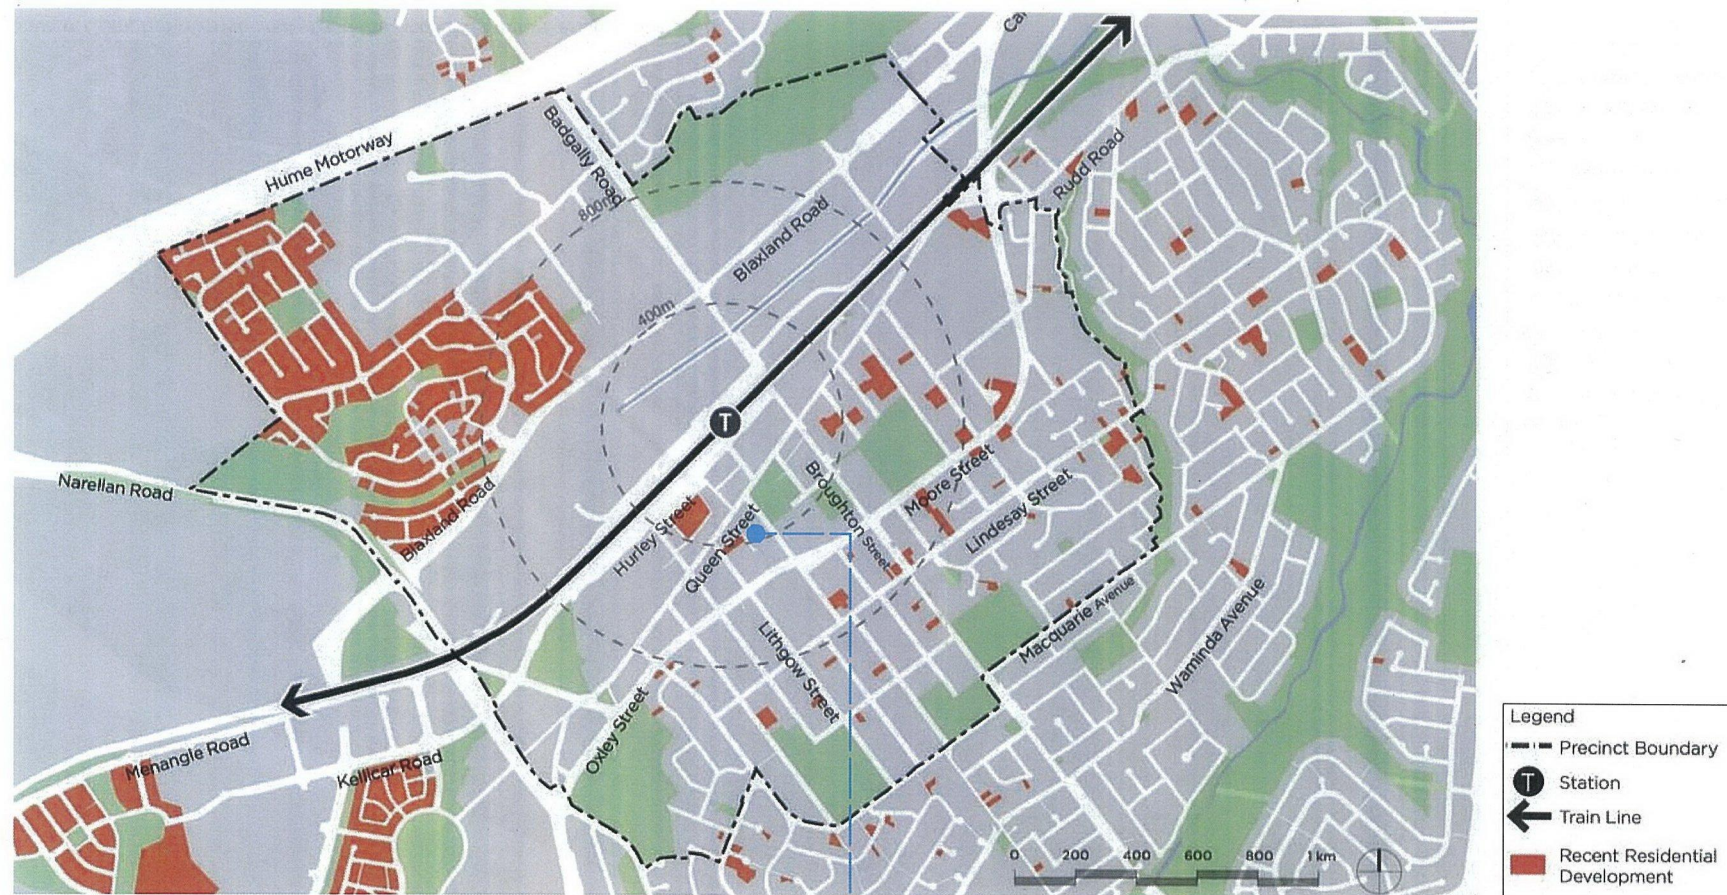 Hume Motorway
Badgally Road
800m
Blaxland Road
Rudd Road
400m
Narellan Road
Blaxland Road
Hurley Street
Queen Street
Broughton Street
Moore Street
Lindesay Street
Macquarie Avenue
Waminda Avenue
Lithgow Street
Oxley Street
Menangle Road
Kellicar Road
T
0 200 400 600 800 1 km
Legend
Precinct Boundary
T Station
Train Line
Recent Residential
Development